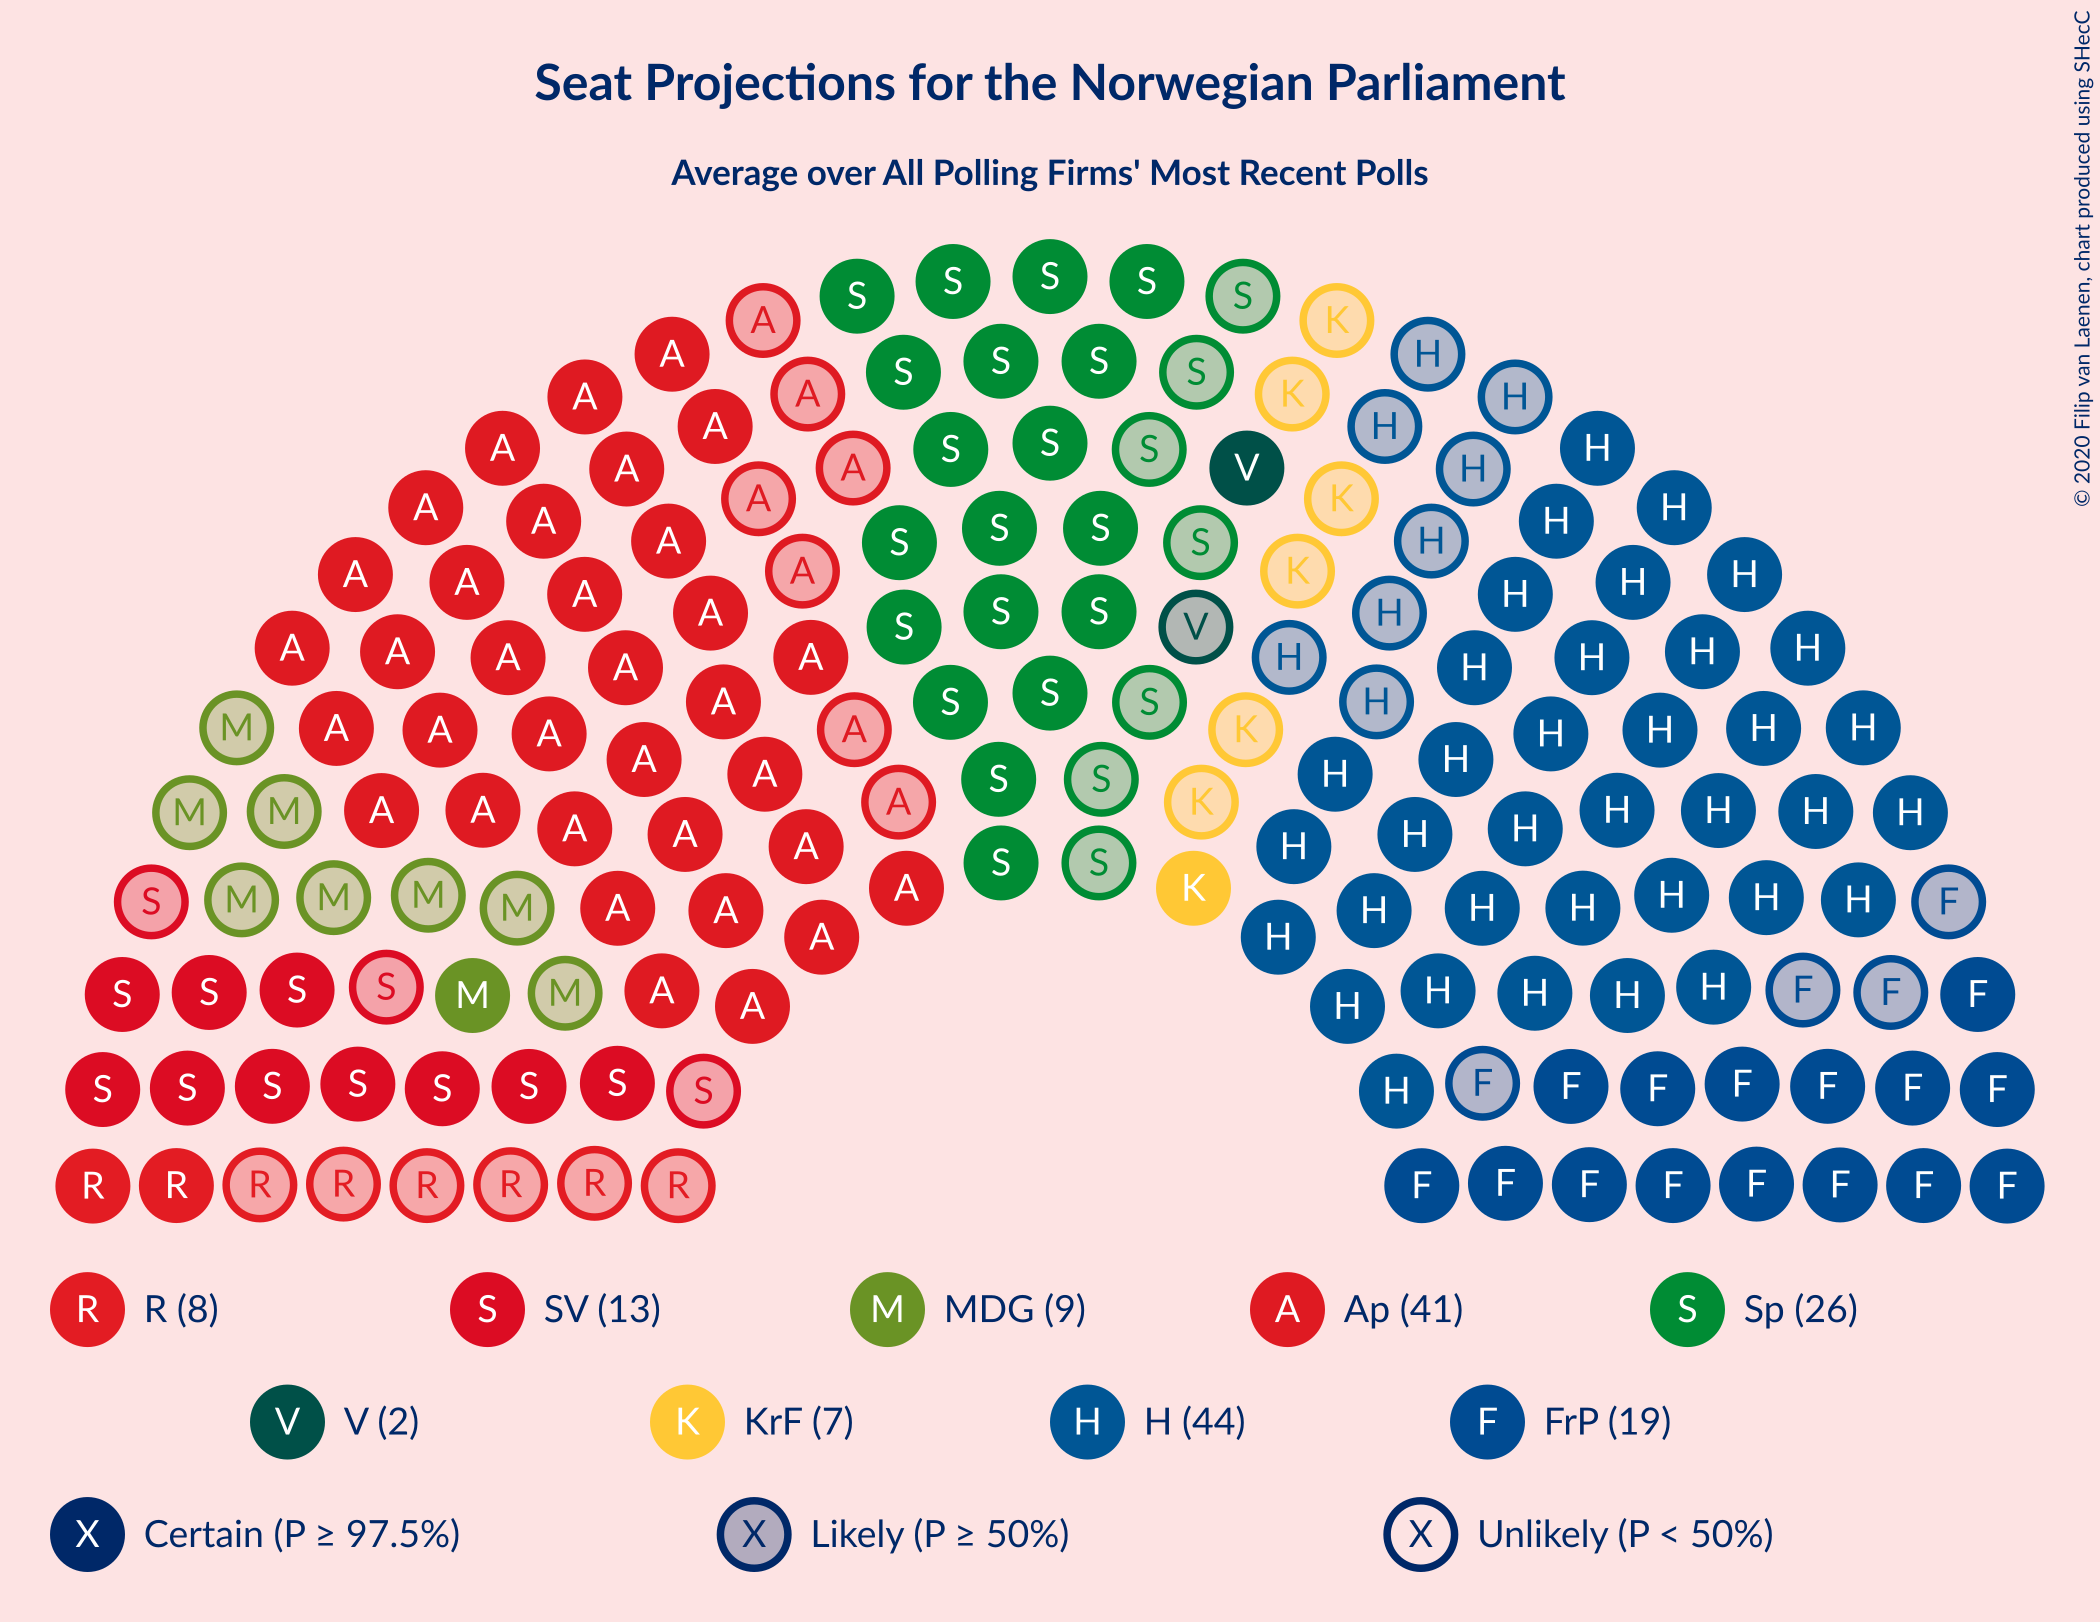 Seat Projections for the Norwegian Parliament
Average over All Polling Firms' Most Recent Polls
© 2020 Filip van Laenen, chart produced using SHecC
S S S S S
A S S S S K
A A S S S K H H
A A A S S S S V K H H H
A A A A S S S V K H H H
A A A A A S S S S K H H H H
A A A A A S S S K H H H H
M A A A A A S S K H H H H H
M M A A A A A S S K H H H H H H
S M M M M A A A A H H H H H H H F
S S S S M M A A H H H H H F F F
S S S S S S S S H F F F F F F F
R R R R R R R R F F F F F F F F
R R (8) S SV (13) M MDG (9) A Ap (41) S Sp (26)
V V (2) K KrF (7) H H (44) F FrP (19)
X Certain (P ≥ 97.5%) X Likely (P ≥ 50%) X Unlikely (P < 50%)